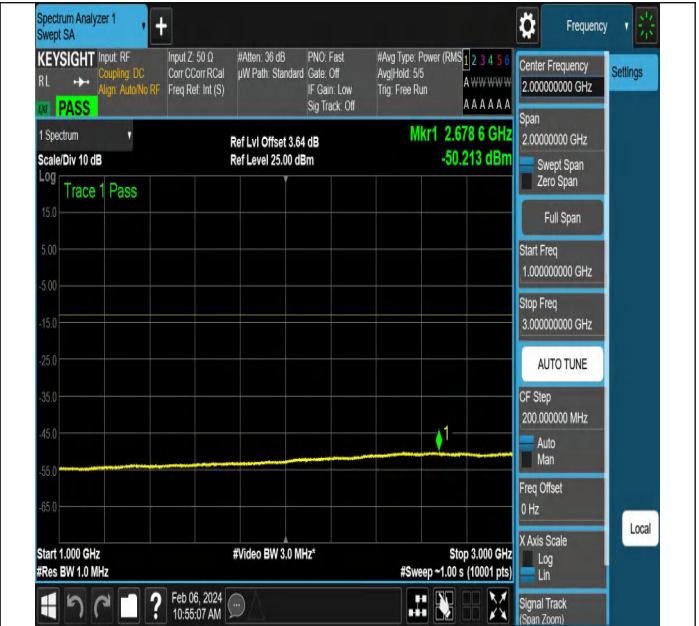 Spectrum Analyzer 1
Swept SA
+
Frequency
KEYSIGHT
Input: RF
Coupling: DC
Align: Auto/No RF
Input Z: 50 Ω
Corr CCorr RCal
Freq Ref: Int (S)
#Atten: 36 dB
µW Path: Standard
PNO: Fast
Gate: Off
IF Gain: Low
Sig Track: Off
#Avg Type: Power (RMS
Avg|Hold: 5/5
Trig: Free Run
1 2 3 4 5 6
A W W W W W
A A A A A A
RL
LXI
PASS
Center Frequency
2.000000000 GHz
Settings
1 Spectrum
Scale/Div 10 dB
Ref Lvl Offset 3.64 dB
Ref Level 25.00 dBm
Mkr1 2.678 6 GHz
-50.213 dBm
Span
2.00000000 GHz
Swept Span
Zero Span
Full Span
Log
Trace 1 Pass
15.0
5.00
-5.00
-15.0
-25.0
-35.0
-45.0
-55.0
-65.0
1
Start Freq
1.000000000 GHz
Stop Freq
3.000000000 GHz
AUTO TUNE
CF Step
200.000000 MHz
Auto
Man
Freq Offset
0 Hz
X Axis Scale
Log
Lin
Local
Signal Track
(Span Zoom)
Start 1.000 GHz
#Video BW 3.0 MHz*
Stop 3.000 GHz
#Res BW 1.0 MHz
#Sweep ~1.00 s (10001 pts)
?
Feb 06, 2024
10:55:07 AM